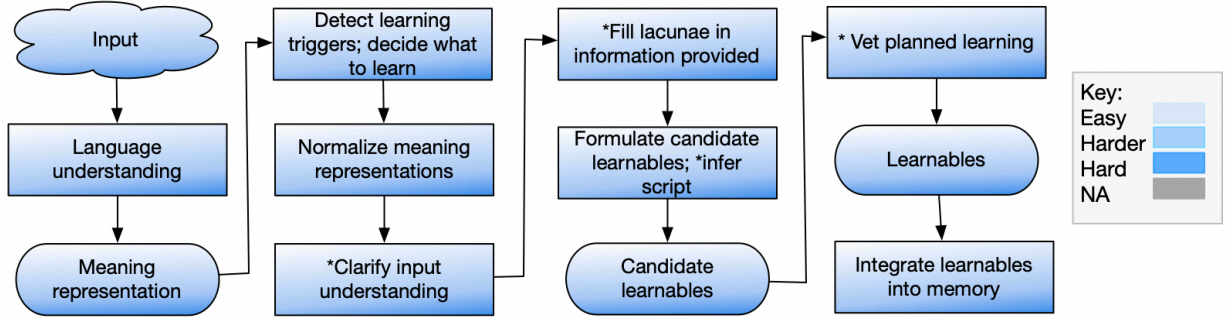 Input
Language
understanding
Meaning
representation
Detect learning
triggers; decide what
to learn
Normalize meaning
representations
*Clarify input
understanding
*Fill lacunae in
information provided
Formulate candidate
learnables; *infer
script
Candidate
learnables
* Vet planned learning
Learnables
Integrate learnables
into memory
Key:
Easy
Harder
Hard
NA